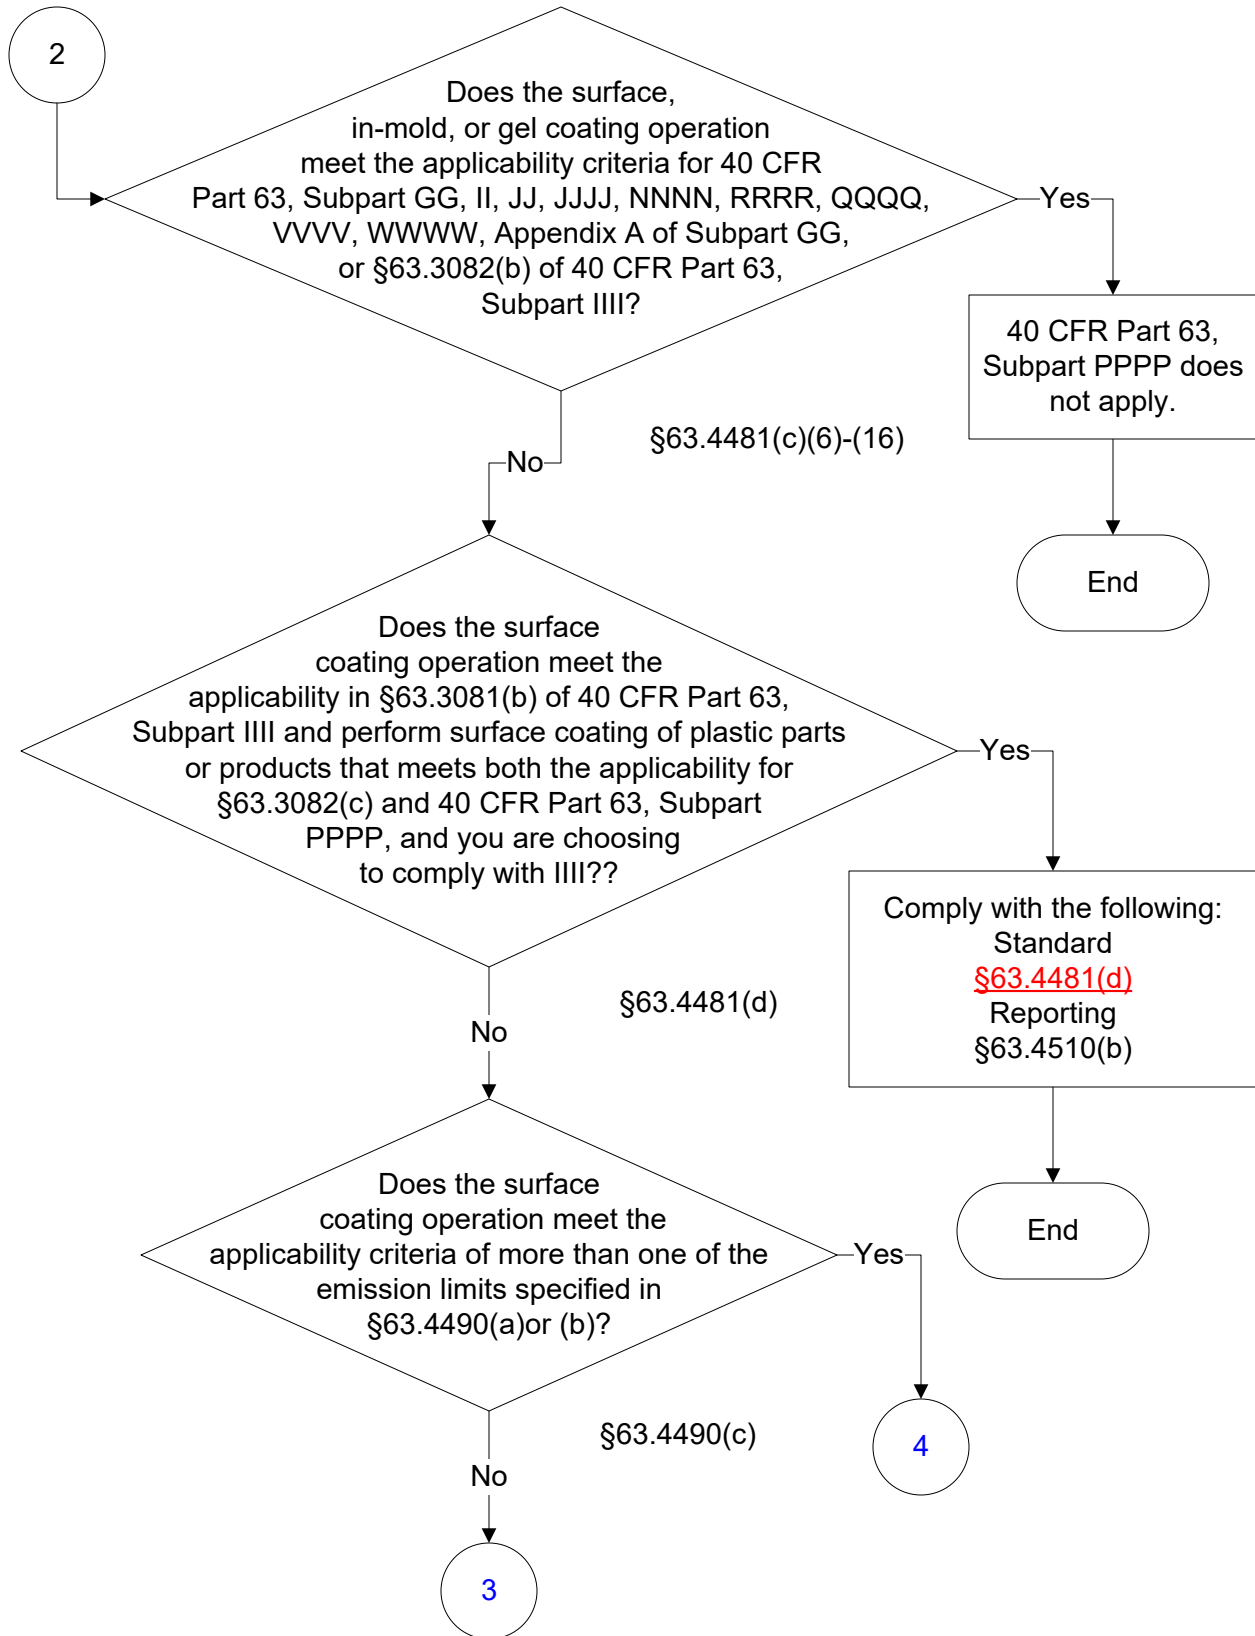 2
Does the surface,
in-mold, or gel coating operation
meet the applicability criteria for 40 CFR
Part 63, Subpart GG, II, JJ, JJJJ, NNNN, RRRR, QQQQ,
VVVV, WWWW, Appendix A of Subpart GG,
or §63.3082(b) of 40 CFR Part 63,
Subpart IIII?
Yes
40 CFR Part 63,
Subpart PPPP does
not apply.
§63.4481(c)(6)-(16)
No
End
Does the surface
coating operation meet the
applicability in §63.3081(b) of 40 CFR Part 63,
Subpart IIII and perform surface coating of plastic parts
or products that meets both the applicability for
§63.3082(c) and 40 CFR Part 63, Subpart
PPPP, and you are choosing
to comply with IIII??
Yes
Comply with the following:
Standard
§63.4481(d)
Reporting
§63.4510(b)
§63.4481(d)
No
End
Does the surface
coating operation meet the
applicability criteria of more than one of the
emission limits specified in
§63.4490(a)or (b)?
Yes
§63.4490(c)
4
No
3